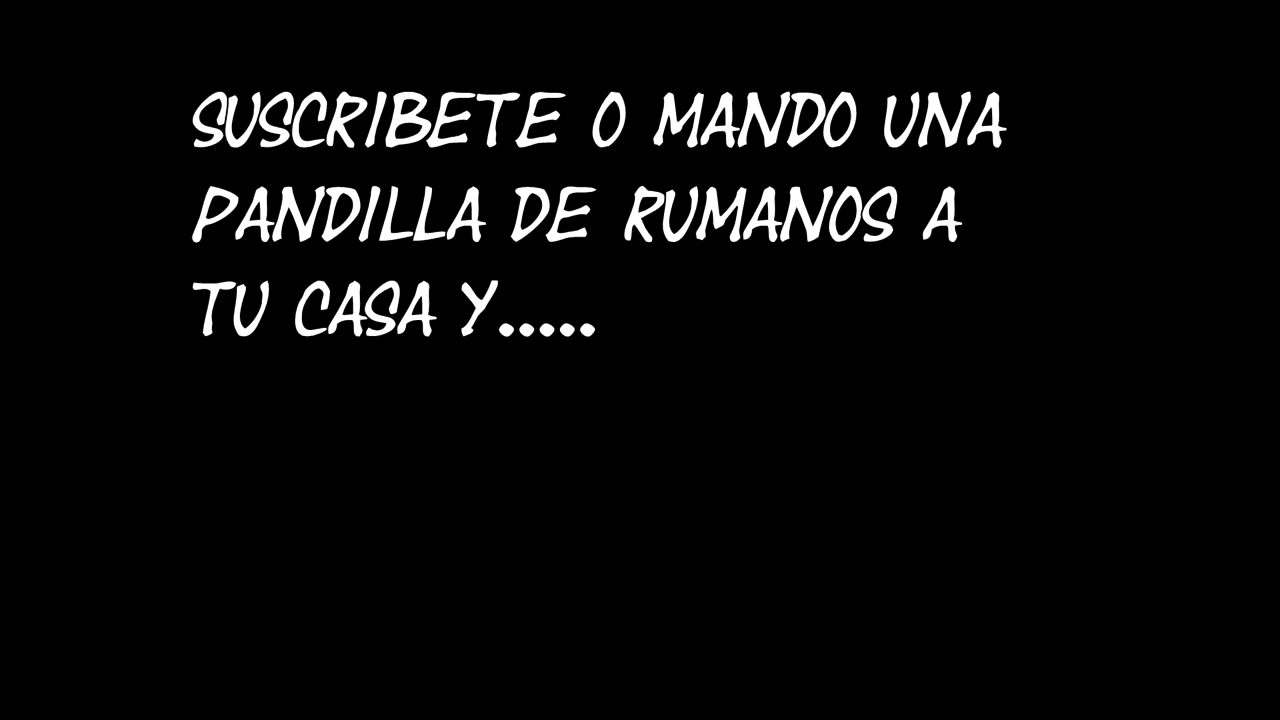 SUSCRIBETE O MANDO UNA
PANDILLA DE RUMANOS A
TU CASA Y.....